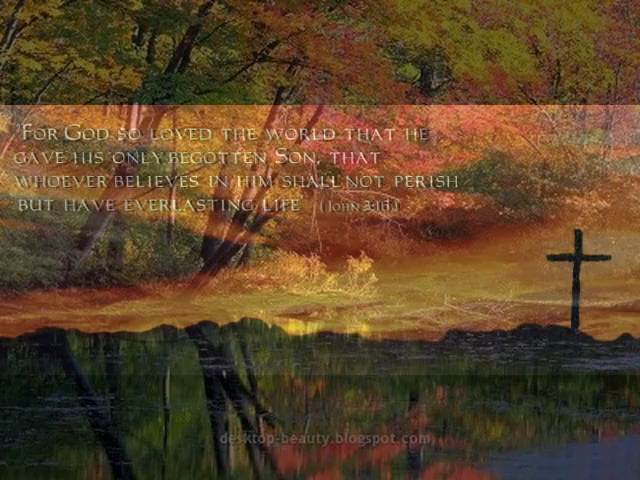 "For God so loved the world that he
gave his only begotten Son, that
whoever believes in him shall not perish
but have everlasting life (John 3:16)
desktop-beauty.blogspot.com